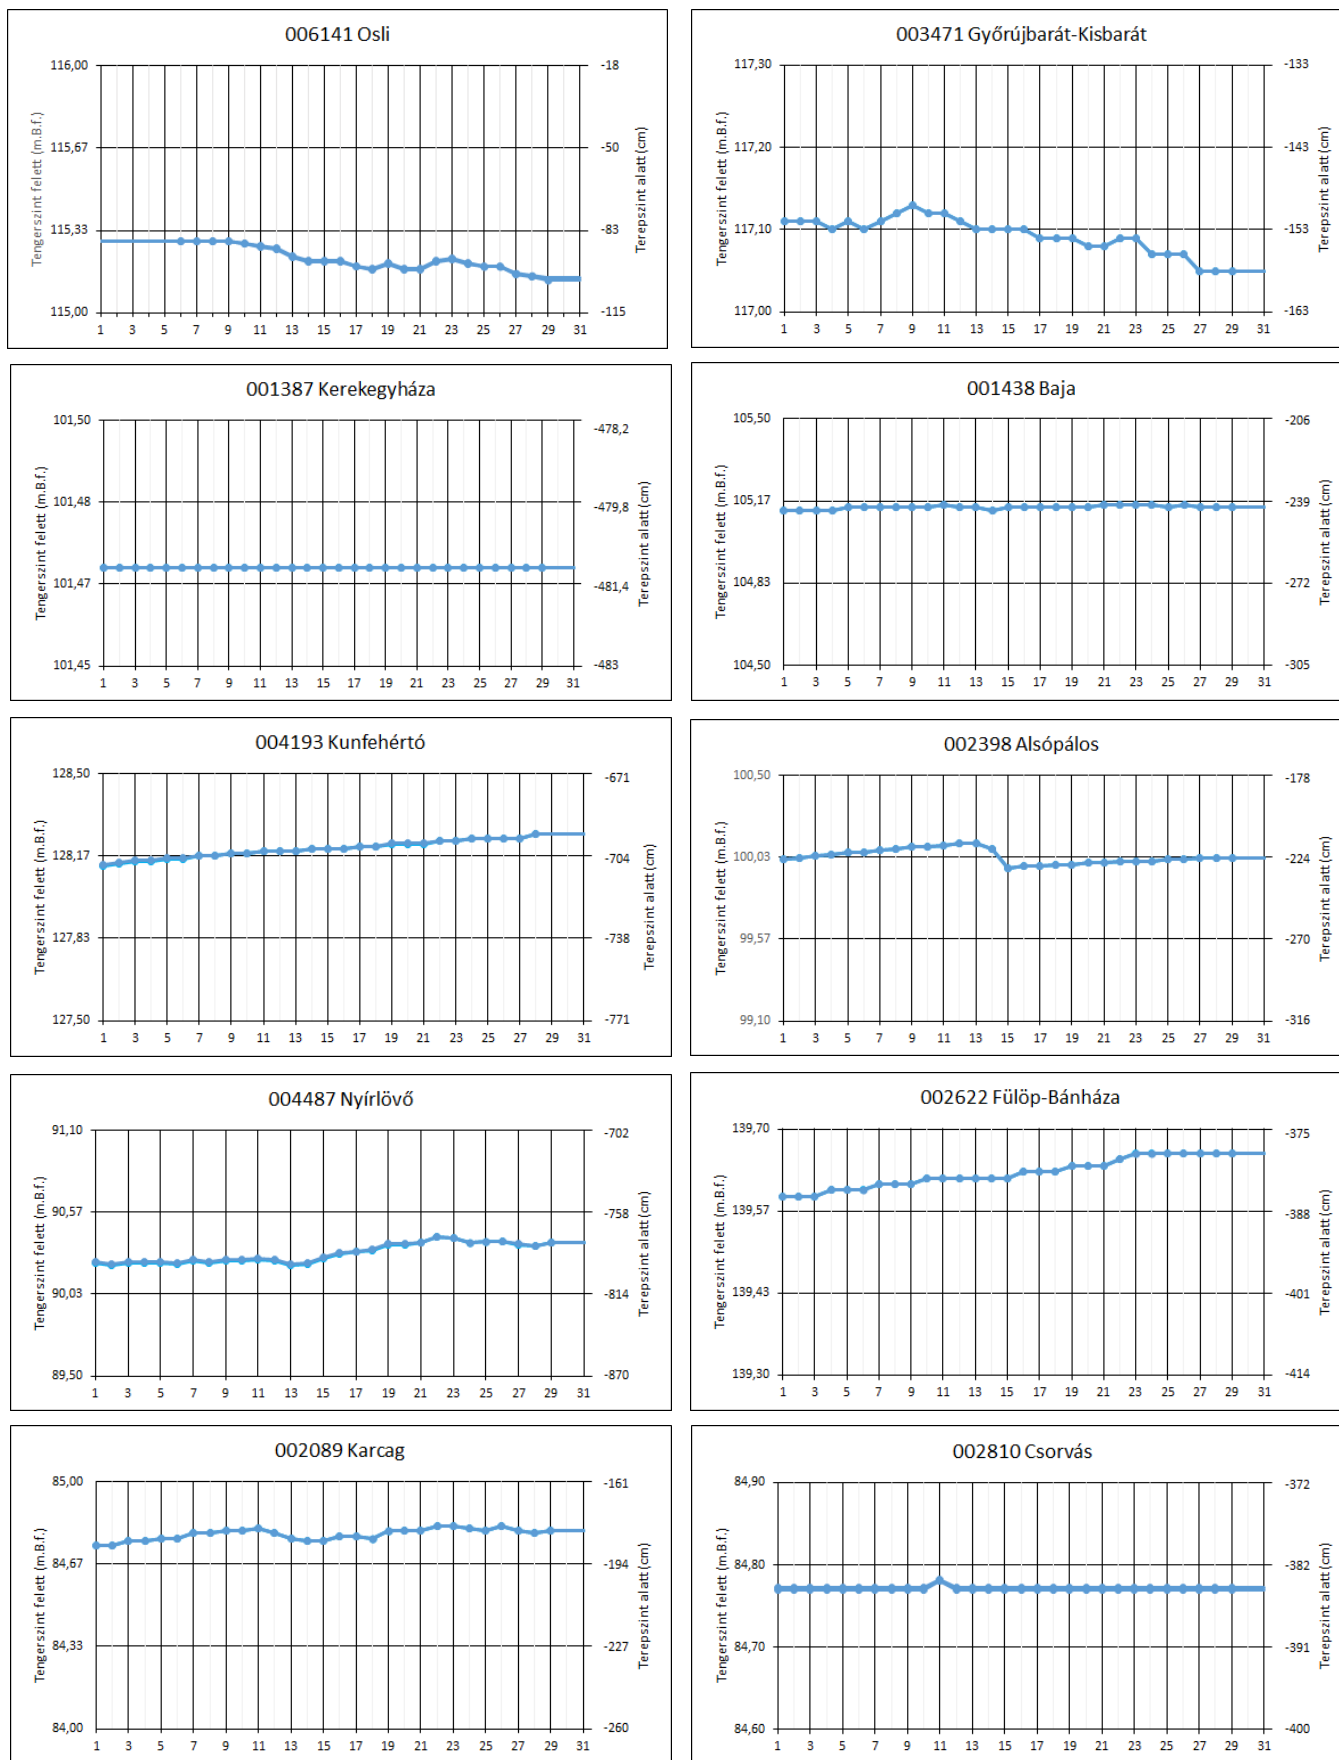 006141 Osli
Tengerszint felett (m.B.f.)
116,00
115,67
115,33
115,00
-18
-50
-83
-115
Terepszint alatt (cm)
1 3 5 7 9 11 13 15 17 19 21 23 25 27 29 31
003471 Győrújbarát-Kisbarát
Tengerszint felett (m.B.f.)
117,30
117,20
117,10
117,00
-133
-143
-153
-163
Terepszint alatt (cm)
1 3 5 7 9 11 13 15 17 19 21 23 25 27 29 31
001387 Kerekegyháza
Tengerszint felett (m.B.f.)
101,50
101,48
101,47
101,45
-478,2
-479,8
-481,4
-483
Terepszint alatt (cm)
1 3 5 7 9 11 13 15 17 19 21 23 25 27 29 31
001438 Baja
Tengerszint felett (m.B.f.)
105,50
105,17
104,83
104,50
-206
-239
-272
-305
Terepszint alatt (cm)
1 3 5 7 9 11 13 15 17 19 21 23 25 27 29 31
004193 Kunfehértó
Tengerszint felett (m.B.f.)
128,50
128,17
127,83
127,50
-671
-704
-738
-771
Terepszint alatt (cm)
1 3 5 7 9 11 13 15 17 19 21 23 25 27 29 31
002398 Alsópálos
Tengerszint felett (m.B.f.)
100,50
100,03
99,57
99,10
-178
-224
-270
-316
Terepszint alatt (cm)
1 3 5 7 9 11 13 15 17 19 21 23 25 27 29 31
004487 Nyírlövő
Tengerszint felett (m.B.f.)
91,10
90,57
90,03
89,50
-702
-758
-814
-870
Terepszint alatt (cm)
1 3 5 7 9 11 13 15 17 19 21 23 25 27 29 31
002622 Fülöp-Bánháza
Tengerszint felett (m.B.f.)
139,70
139,57
139,43
139,30
-375
-388
-401
-414
Terepszint alatt (cm)
1 3 5 7 9 11 13 15 17 19 21 23 25 27 29 31
002089 Karcag
Tengerszint felett (m.B.f.)
85,00
84,67
84,33
84,00
-161
-194
-227
-260
Terepszint alatt (cm)
1 3 5 7 9 11 13 15 17 19 21 23 25 27 29 31
002810 Csorvás
Tengerszint felett (m.B.f.)
84,90
84,80
84,70
84,60
-372
-382
-391
-400
Terepszint alatt (cm)
1 3 5 7 9 11 13 15 17 19 21 23 25 27 29 31